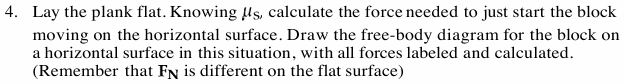 4. Lay the plank flat. Knowing μs, calculate the force needed to just start the block
moving on the horizontal surface. Draw the free-body diagram for the block on
a horizontal surface in this situation, with all forces labeled and calculated.
(Remember that FN is different on the flat surface)